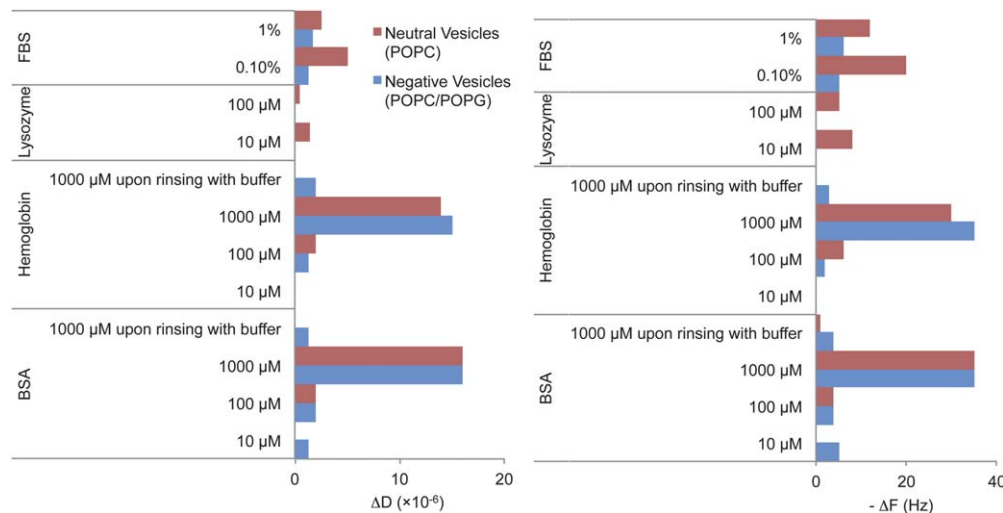 FBS
1%
0.10%
Lysozyme
100 µM
10 µM
Hemoglobin
1000 µM upon rinsing with buffer
1000 µM
100 µM
10 µM
BSA
1000 µM upon rinsing with buffer
1000 µM
100 µM
10 µM
0
10
20
ΔD (×10⁻⁶)
Neutral Vesicles
(POPC)
Negative Vesicles
(POPC/POPG)
FBS
1%
0.10%
Lysozyme
100 µM
10 µM
Hemoglobin
1000 µM upon rinsing with buffer
1000 µM
100 µM
10 µM
BSA
1000 µM upon rinsing with buffer
1000 µM
100 µM
10 µM
0
20
40
- ΔF (Hz)